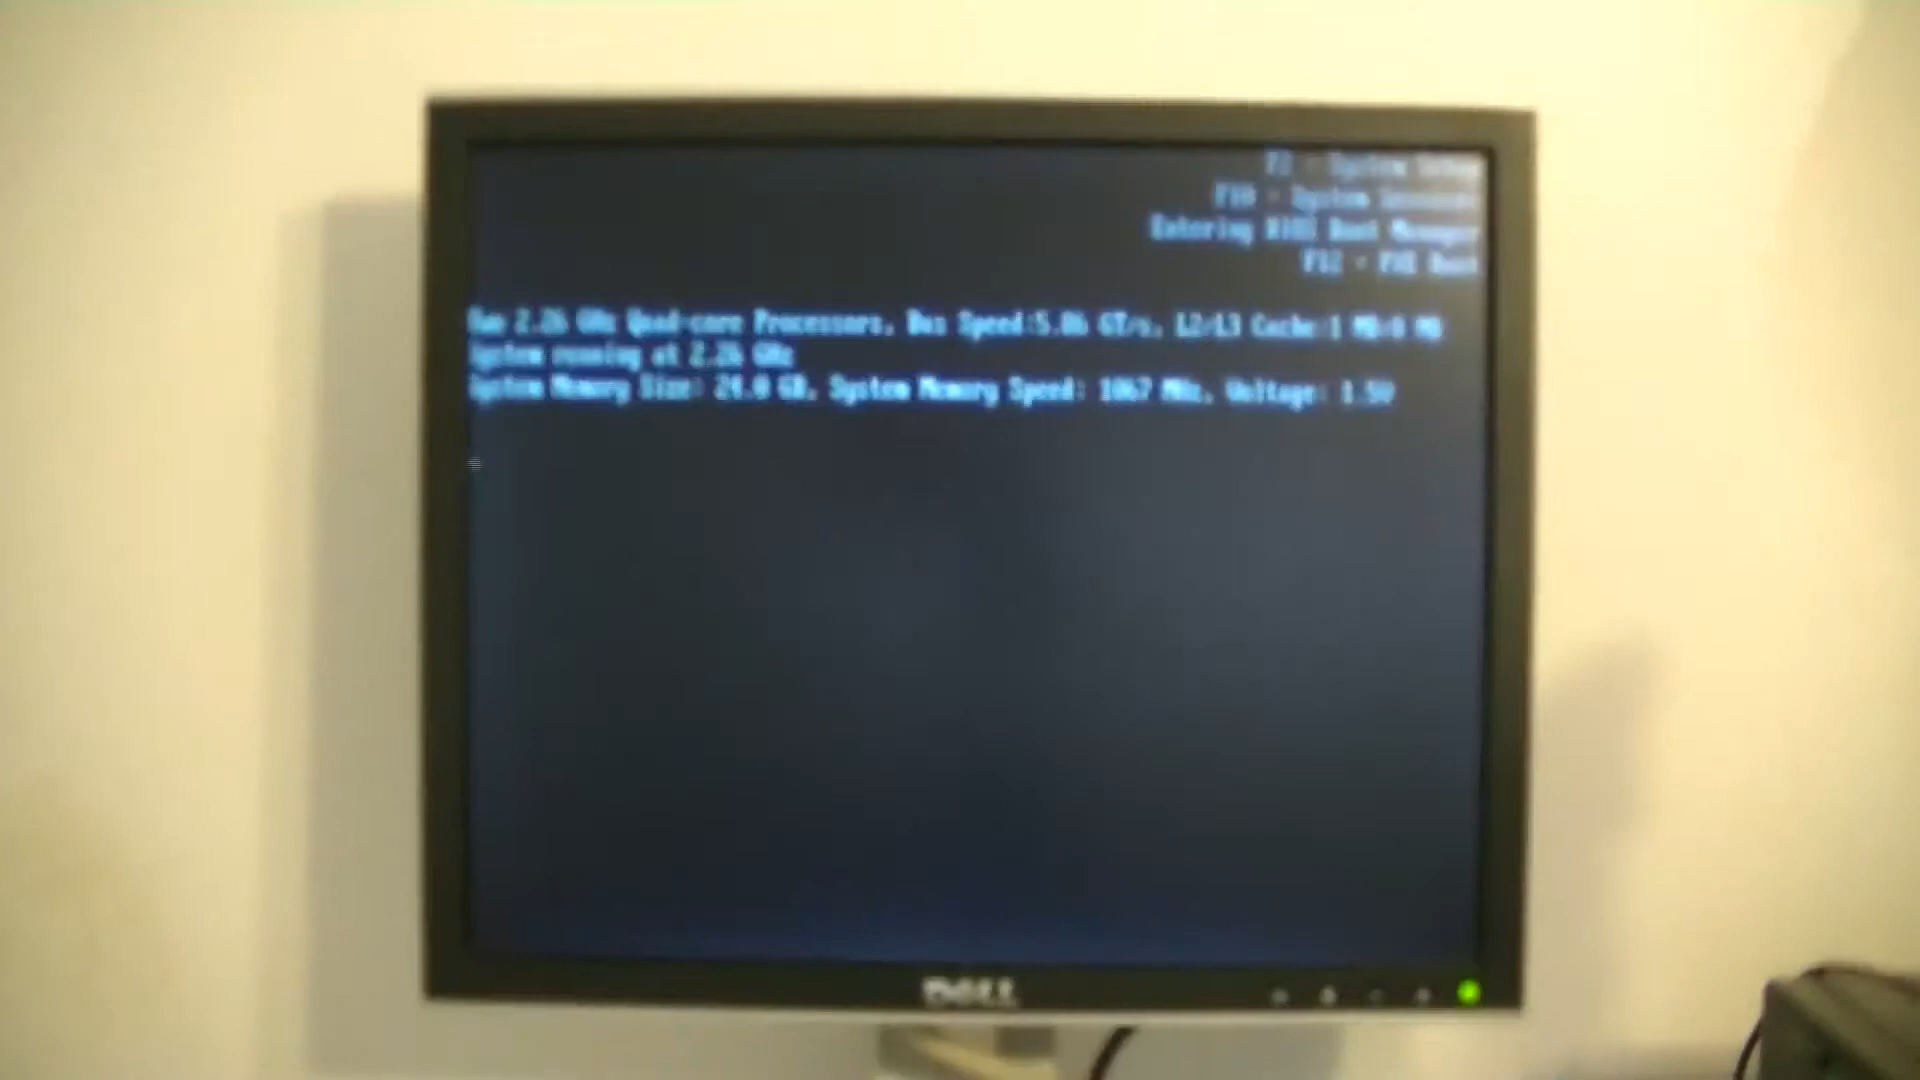 F2 - System Setup
F10 - System Services
Entering BIOS Boot Manager
F12 - PXE Boot
Two 2.26 GHz Quad-core Processors, Bus Speed:5.86 GT/s, L2/L3 Cache:1 MB/8 MB
System running at 2.26 GHz
System Memory Size: 24.0 GB, System Memory Speed: 1067 MHz, Voltage: 1.5V
DELL